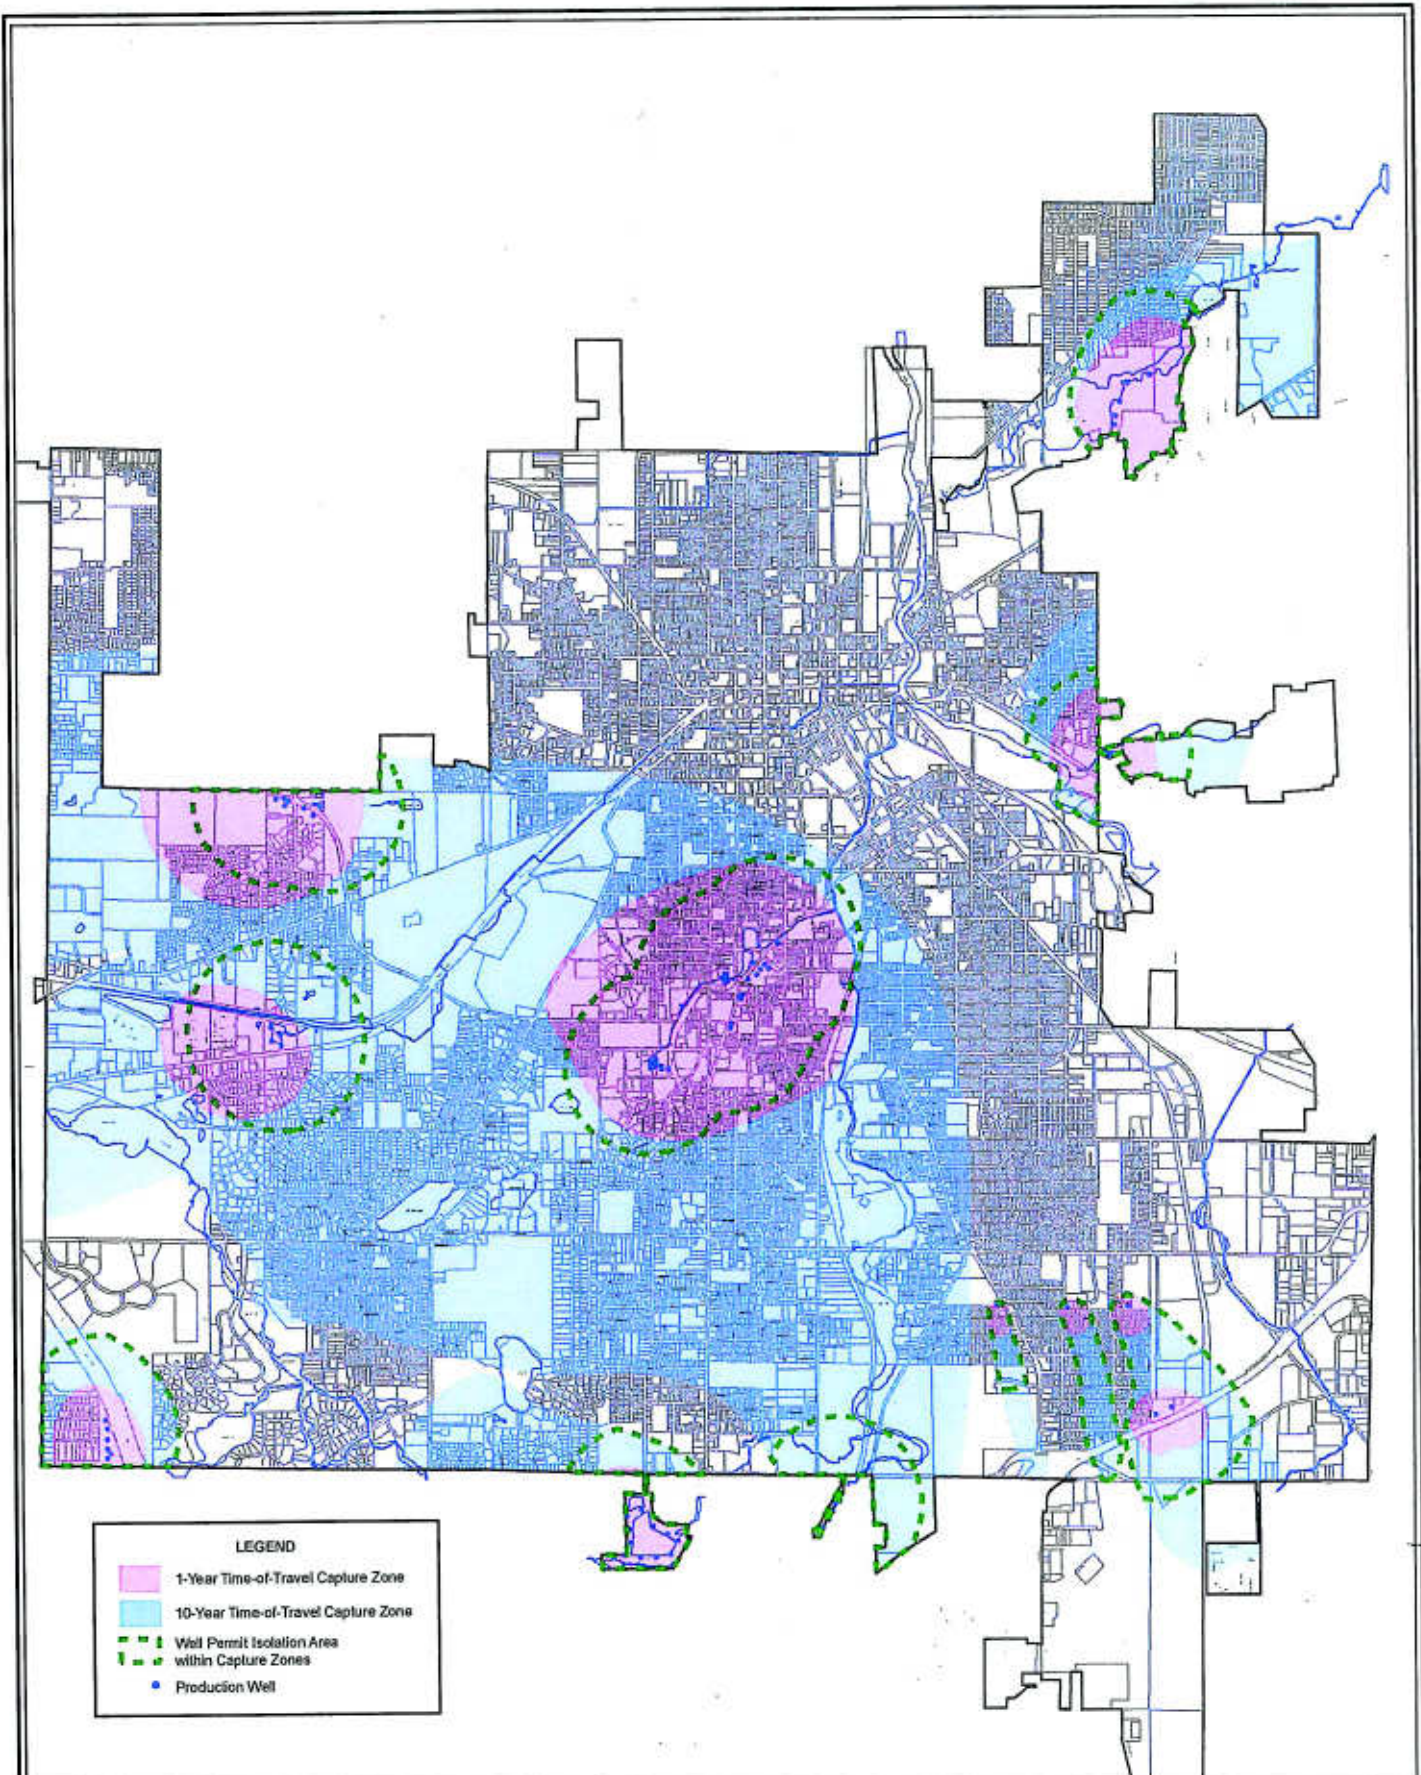 LEGEND
1-Year Time-of-Travel Capture Zone
10-Year Time-of-Travel Capture Zone
Well Permit Isolation Area
within Capture Zones
Production Well